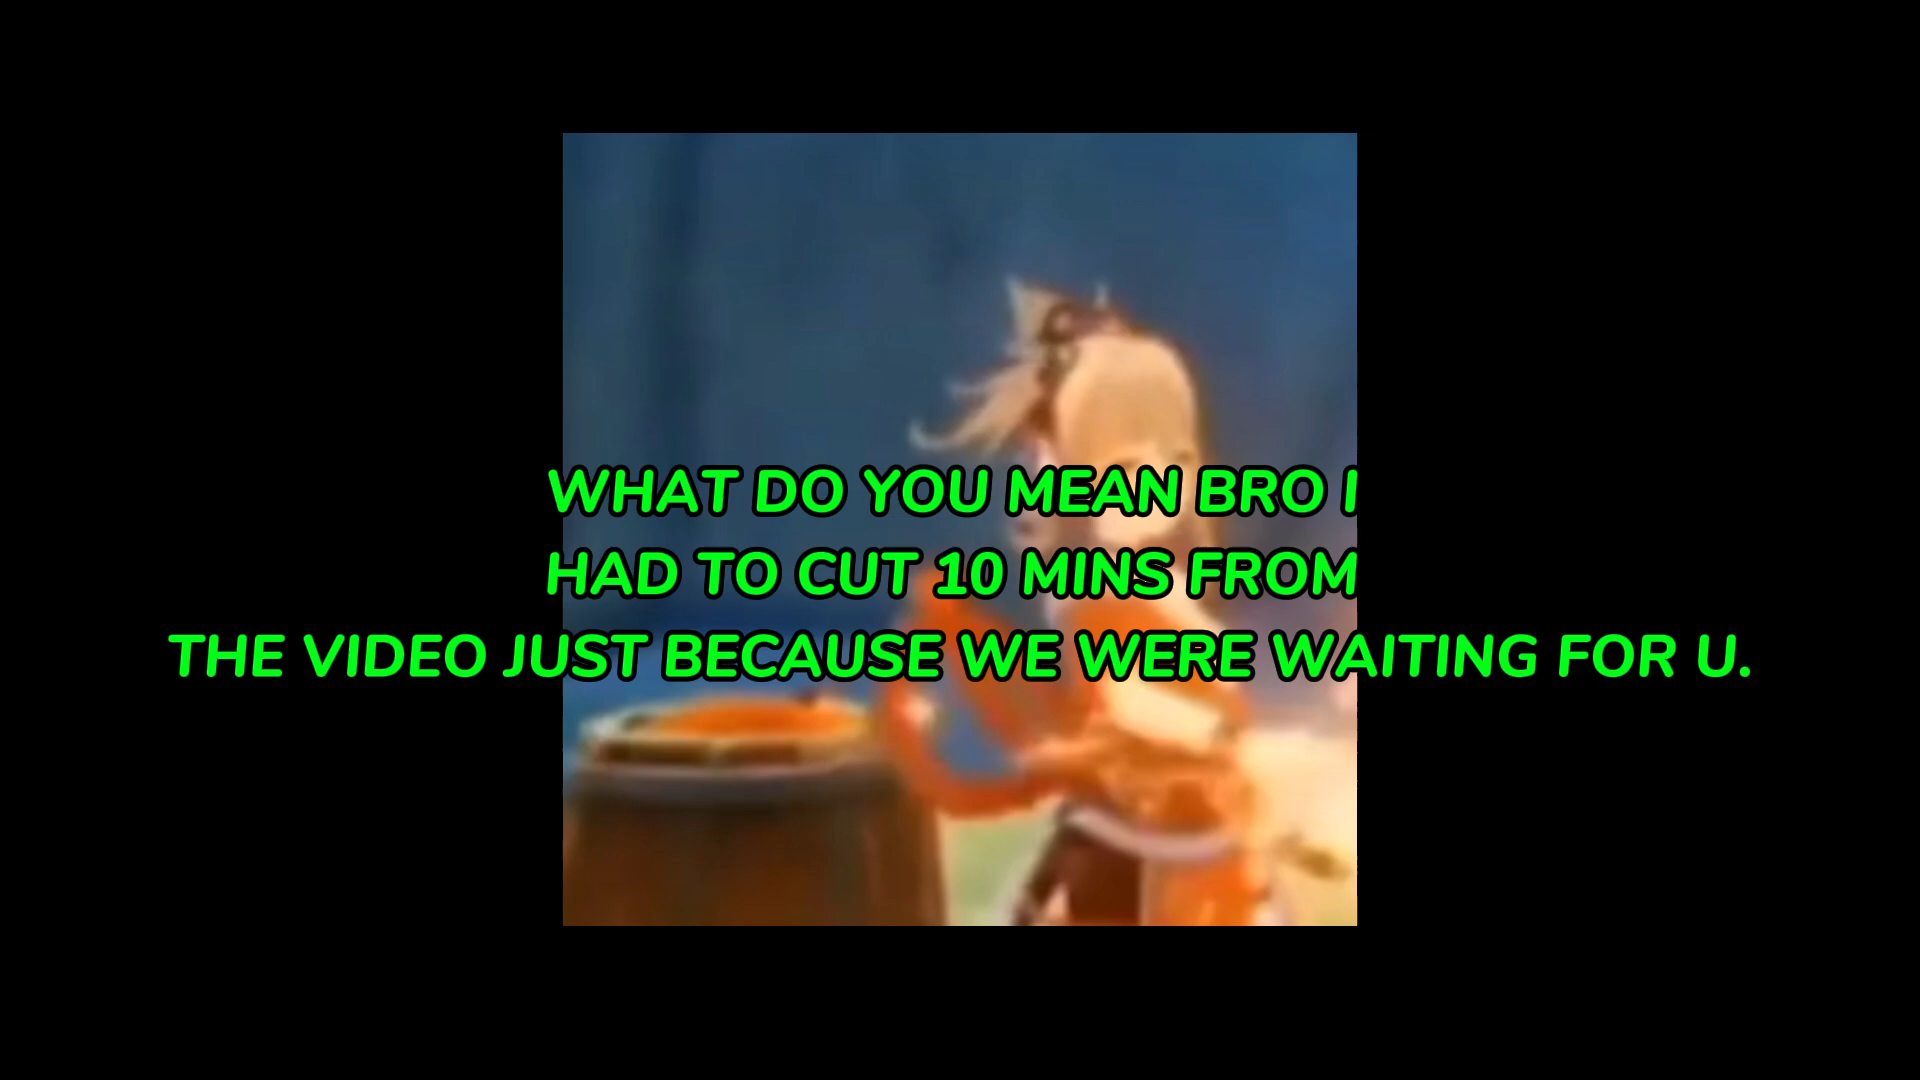 WHAT DO YOU MEAN BRO I
HAD TO CUT 10 MINS FROM
THE VIDEO JUST BECAUSE WE WERE WAITING FOR U.